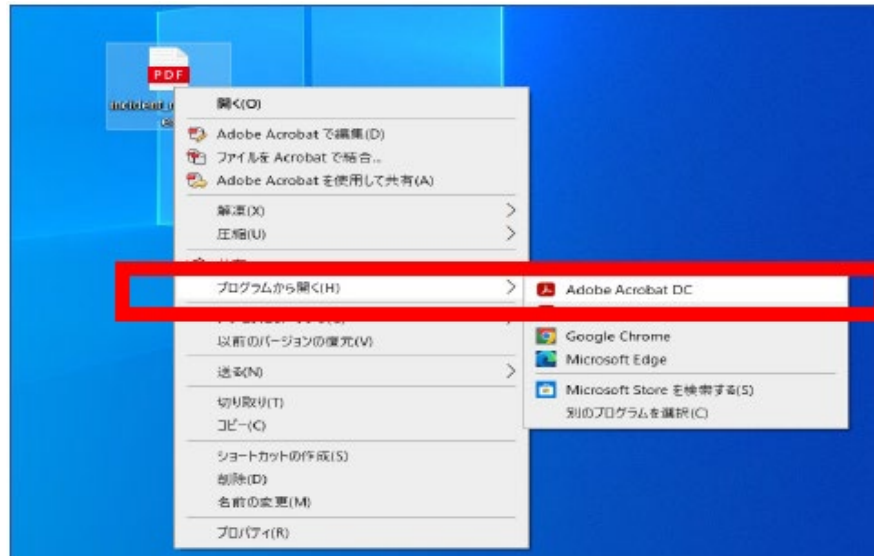 PDF
開く(O)
Adobe Acrobat で編集(D)
ファイルを Acrobat で結合...
Adobe Acrobat を使用して共有(A)
解凍(X)
圧縮(U)
プログラムから開く(H)
Adobe Acrobat DC
Google Chrome
Microsoft Edge
Microsoft Store を検索する(S)
別のプログラムを選択(C)
以前のバージョンの復元(V)
送る(N)
切り取り(T)
コピー(C)
ショートカットの作成(S)
削除(D)
名前の変更(M)
プロパティ(R)